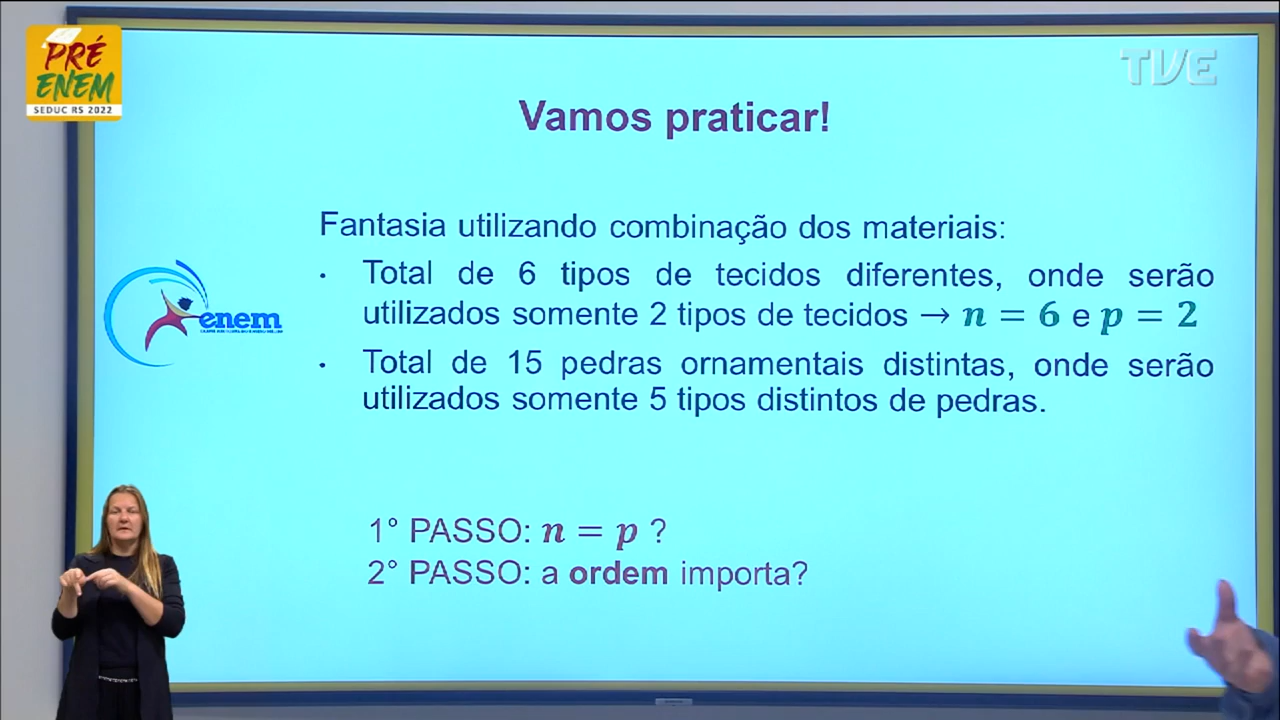 PRÉ
ENEM
SEDUC RS 2022
TVE
Vamos praticar!
Fantasia utilizando combinação dos materiais:
• Total de 6 tipos de tecidos diferentes, onde serão
utilizados somente 2 tipos de tecidos → n = 6 e p = 2
• Total de 15 pedras ornamentais distintas, onde serão
utilizados somente 5 tipos distintos de pedras.
enem
1° PASSO: n = p ?
2° PASSO: a ordem importa?